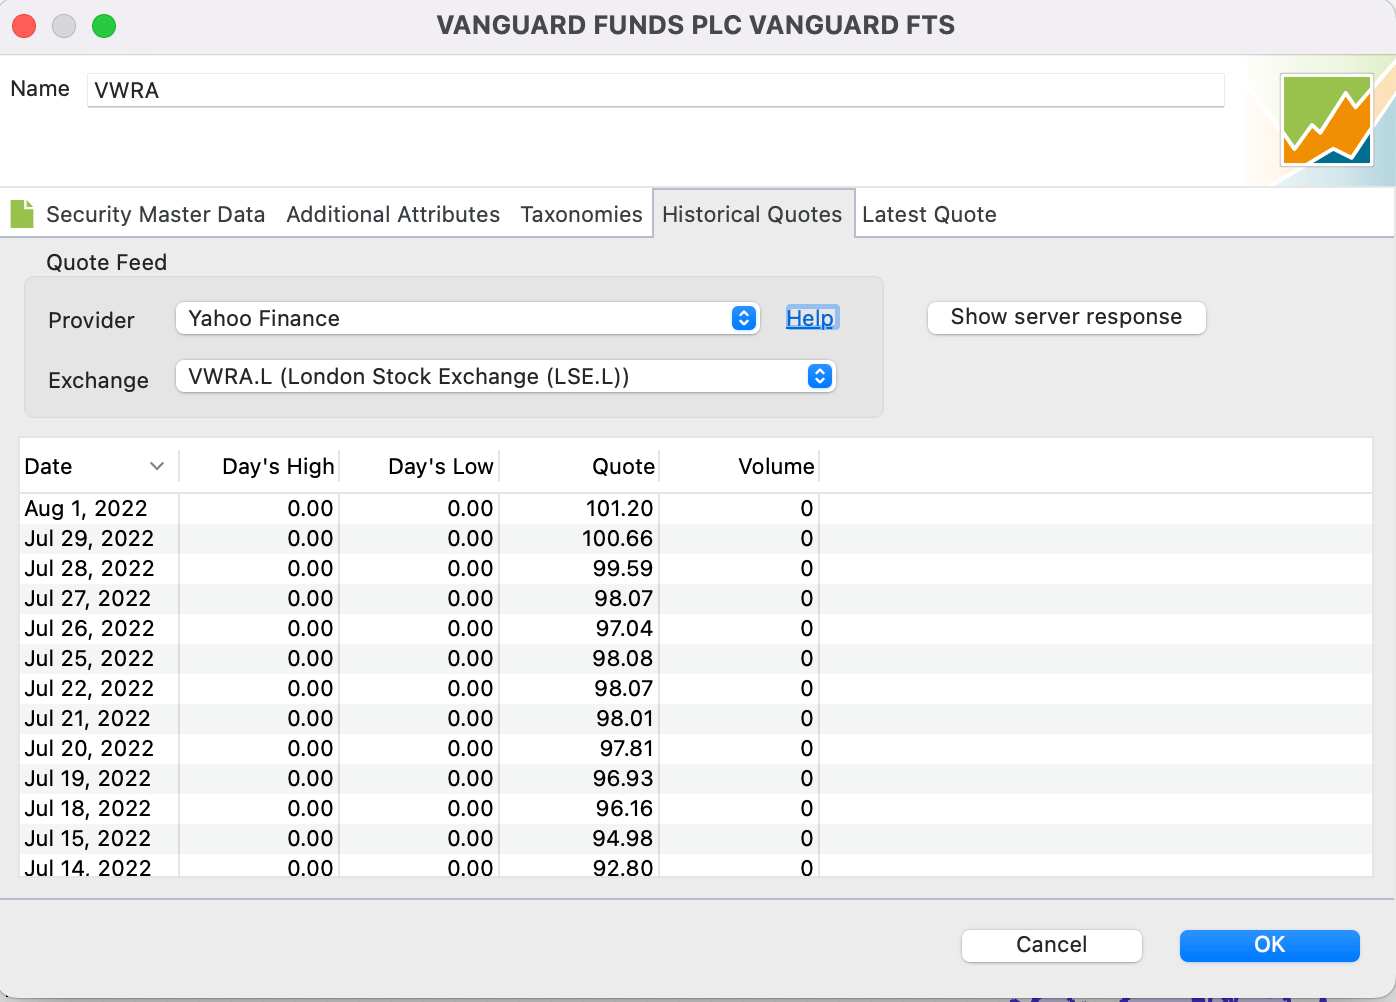 VANGUARD FUNDS PLC VANGUARD FTS
Name VWRA
Security Master Data Additional Attributes Taxonomies Historical Quotes Latest Quote
Quote Feed
Provider Yahoo Finance Help Show server response
Exchange VWRA.L (London Stock Exchange (LSE.L))
Date Day's High Day's Low Quote Volume
Aug 1, 2022 0.00 0.00 101.20 0
Jul 29, 2022 0.00 0.00 100.66 0
Jul 28, 2022 0.00 0.00 99.59 0
Jul 27, 2022 0.00 0.00 98.07 0
Jul 26, 2022 0.00 0.00 97.04 0
Jul 25, 2022 0.00 0.00 98.08 0
Jul 22, 2022 0.00 0.00 98.07 0
Jul 21, 2022 0.00 0.00 98.01 0
Jul 20, 2022 0.00 0.00 97.81 0
Jul 19, 2022 0.00 0.00 96.93 0
Jul 18, 2022 0.00 0.00 96.16 0
Jul 15, 2022 0.00 0.00 94.98 0
Jul 14, 2022 0.00 0.00 92.80 0
Cancel OK